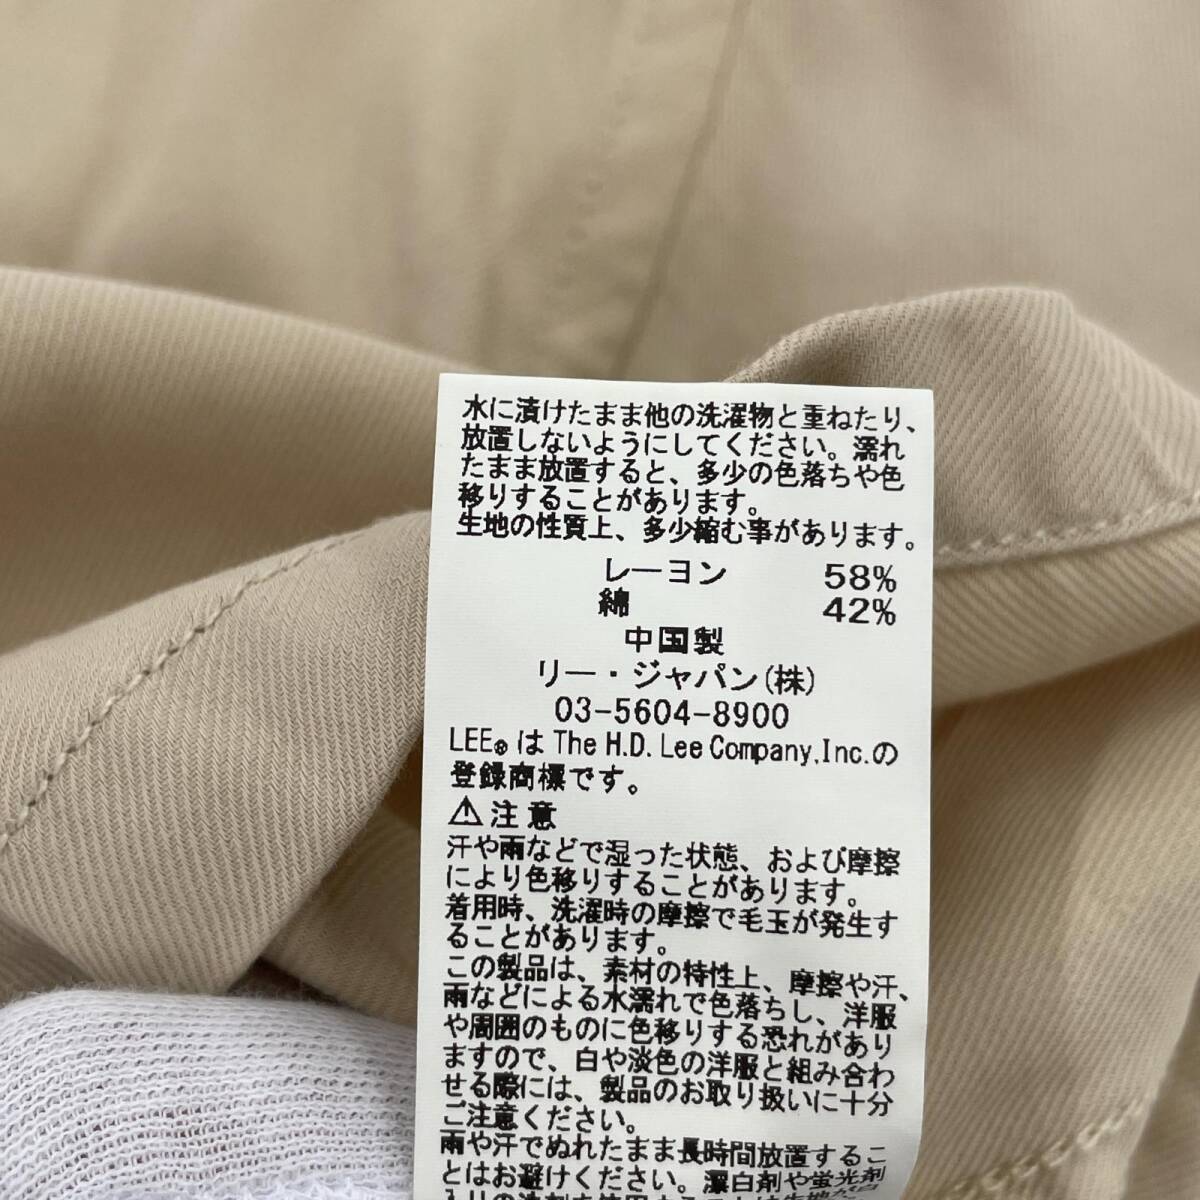 水に漬けたまま他の洗濯物と重ねたり、
放置しないようにしてください。濡れ
たまま放置すると、多少の色落ちや色
移りすることがあります。
生地の性質上、多少縮む事があります。
レーヨン 58%
綿 42%
中国製
リー・ジャパン(株)
03-5604-8900
LEE® は The H.D. Lee Company,Inc.の
登録商標です。
⚠注意
汗や雨などで湿った状態、および摩擦
により色移りすることがあります。
着用時、洗濯時の摩擦で毛玉が発生す
ることがあります。
この製品は、素材の特性上、摩擦や汗、
雨などによる水濡れで色落ちし、洋服
や周囲のものに色移りする恐れがあり
ますので、白や淡色の洋服と組み合わ
せる際には、製品のお取り扱いに十分
ご注意ください。
雨や汗でぬれたまま長時間放置するこ
とはお避けください。漂白剤や蛍光剤